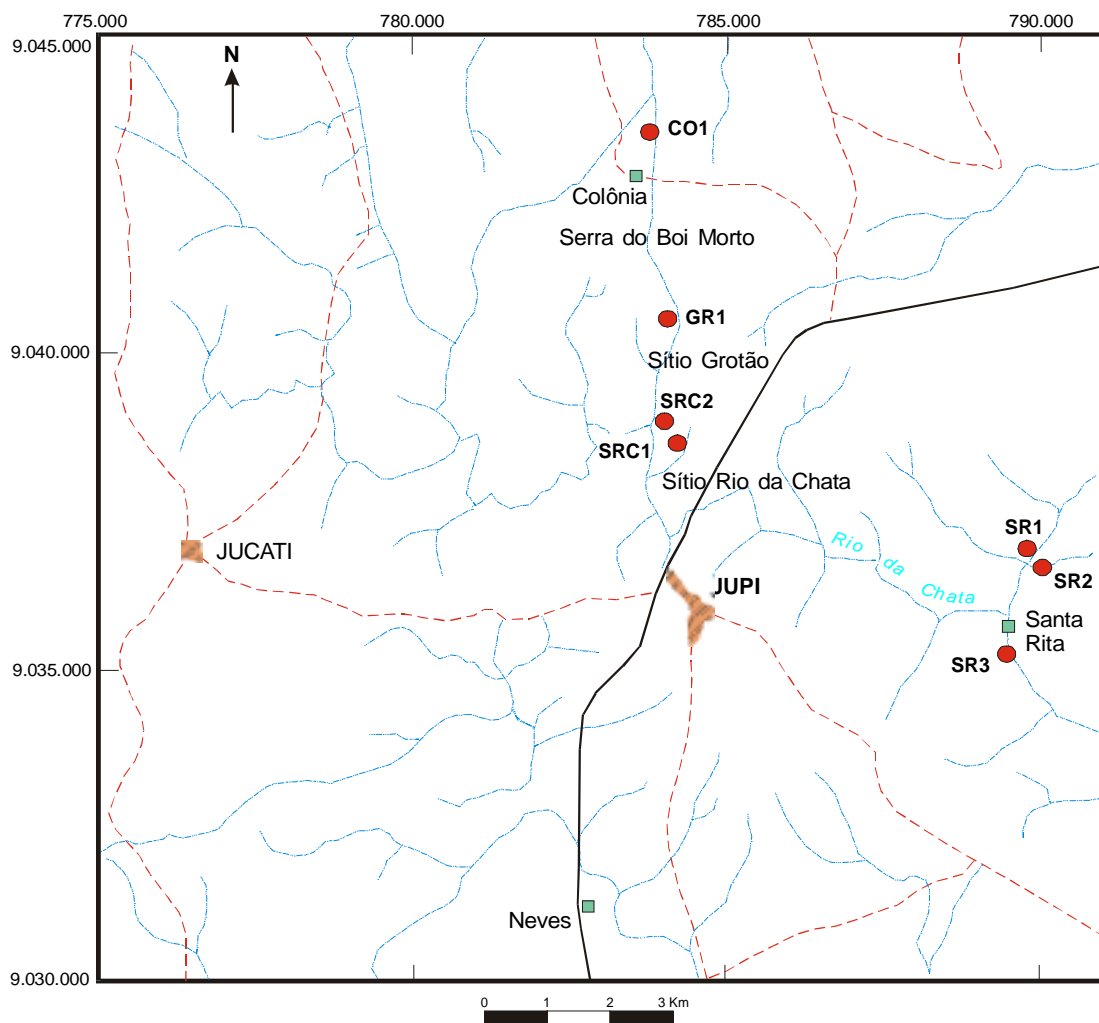 775.000
780.000
785.000
790.000
9.045.000
N
CO1
Colônia
Serra do Boi Morto
GR1
9.040.000
Sítio Grotão
SRC2
SRC1
Sítio Rio da Chata
SR1
JUCATI
Rio da Chata
SR2
JUPI
Santa
Rita
9.035.000
SR3
Neves
9.030.000
0 1 2 3 Km